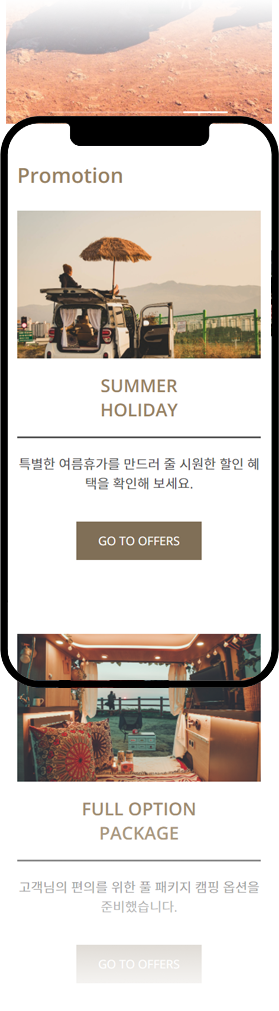 Promotion
SUMMER
HOLIDAY
특별한 여름휴가를 만드러 줄 시원한 할인 혜
택을 확인해 보세요.
GO TO OFFERS
FULL OPTION
PACKAGE
고객님의 편의를 위한 풀 패키지 캠핑 옵션을
준비했습니다.
GO TO OFFERS